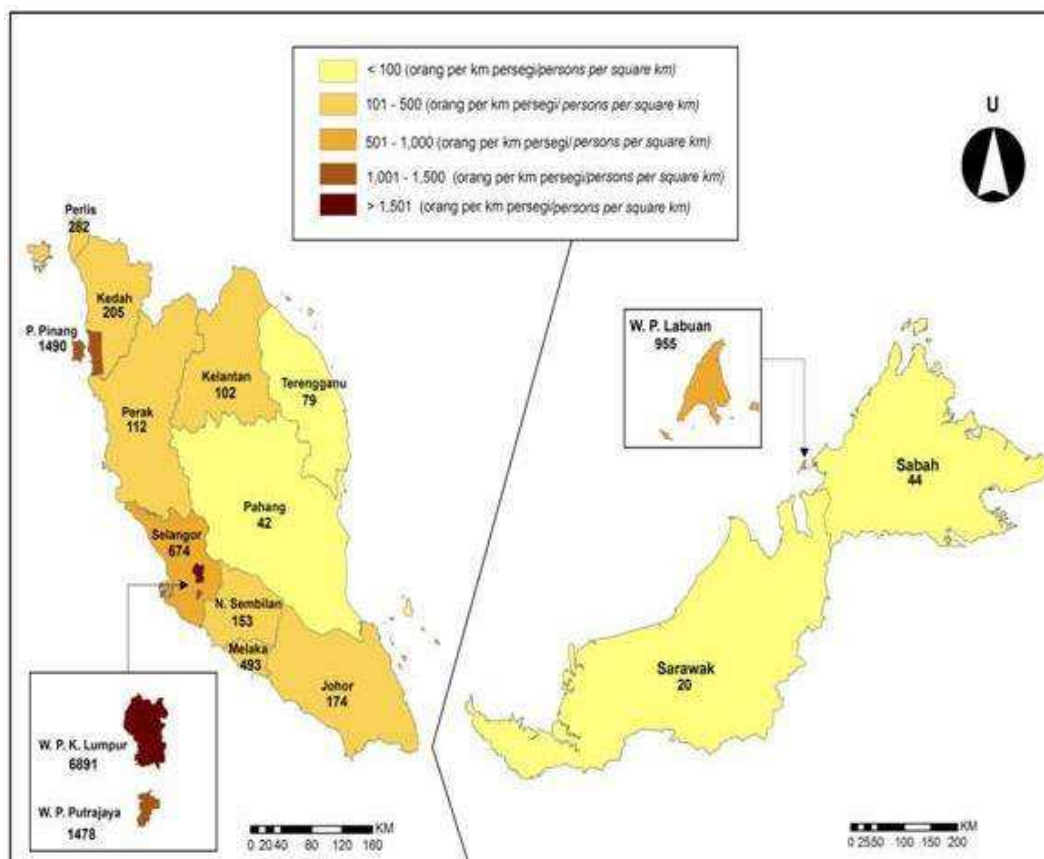 < 100 (orang per km persegi/persons per square km)
101 - 500 (orang per km persegi/persons per square km)
501 - 1,000 (orang per km persegi/persons per square km)
1,001 - 1,500 (orang per km persegi/persons per square km)
> 1,501 (orang per km persegi/persons per square km)
U
Perlis
282
Kedah
205
P. Pinang
1490
Kelantan
102
Terengganu
79
Perak
112
Pahang
42
Selangor
674
N. Sembilan
153
Melaka
493
Johor
174
W. P. K. Lumpur
6891
W. P. Putrajaya
1478
KM
0 20 40 80 120 160
W. P. Labuan
955
Sabah
44
Sarawak
20
KM
0 25 50 100 150 200